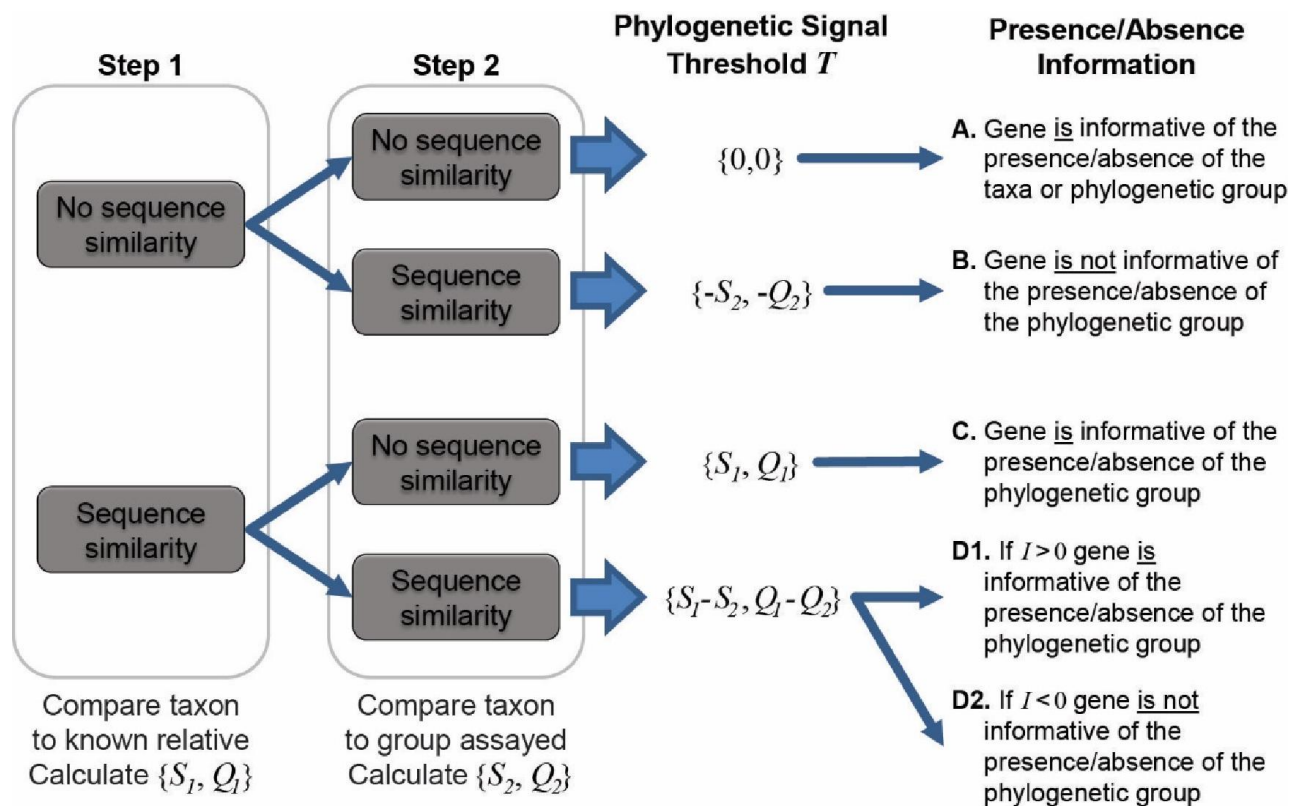 Step 1
No sequence
similarity
Sequence
similarity
Compare taxon
to known relative
Calculate {S₁, Q₁}
Step 2
No sequence
similarity
Sequence
similarity
No sequence
similarity
Sequence
similarity
Compare taxon
to group assayed
Calculate {S₂, Q₂}
Phylogenetic Signal
Threshold T
{0,0}
{-S₂, -Q₂}
{S₁, Q₁}
{S₁-S₂, Q₁-Q₂}
Presence/Absence
Information
A. Gene is informative of the
presence/absence of the
taxa or phylogenetic group
B. Gene is not informative of
the presence/absence of
the phylogenetic group
C. Gene is informative of the
presence/absence of the
phylogenetic group
D1. If I > 0 gene is
informative of the
presence/absence of the
phylogenetic group
D2. If I < 0 gene is not
informative of the
presence/absence of the
phylogenetic group